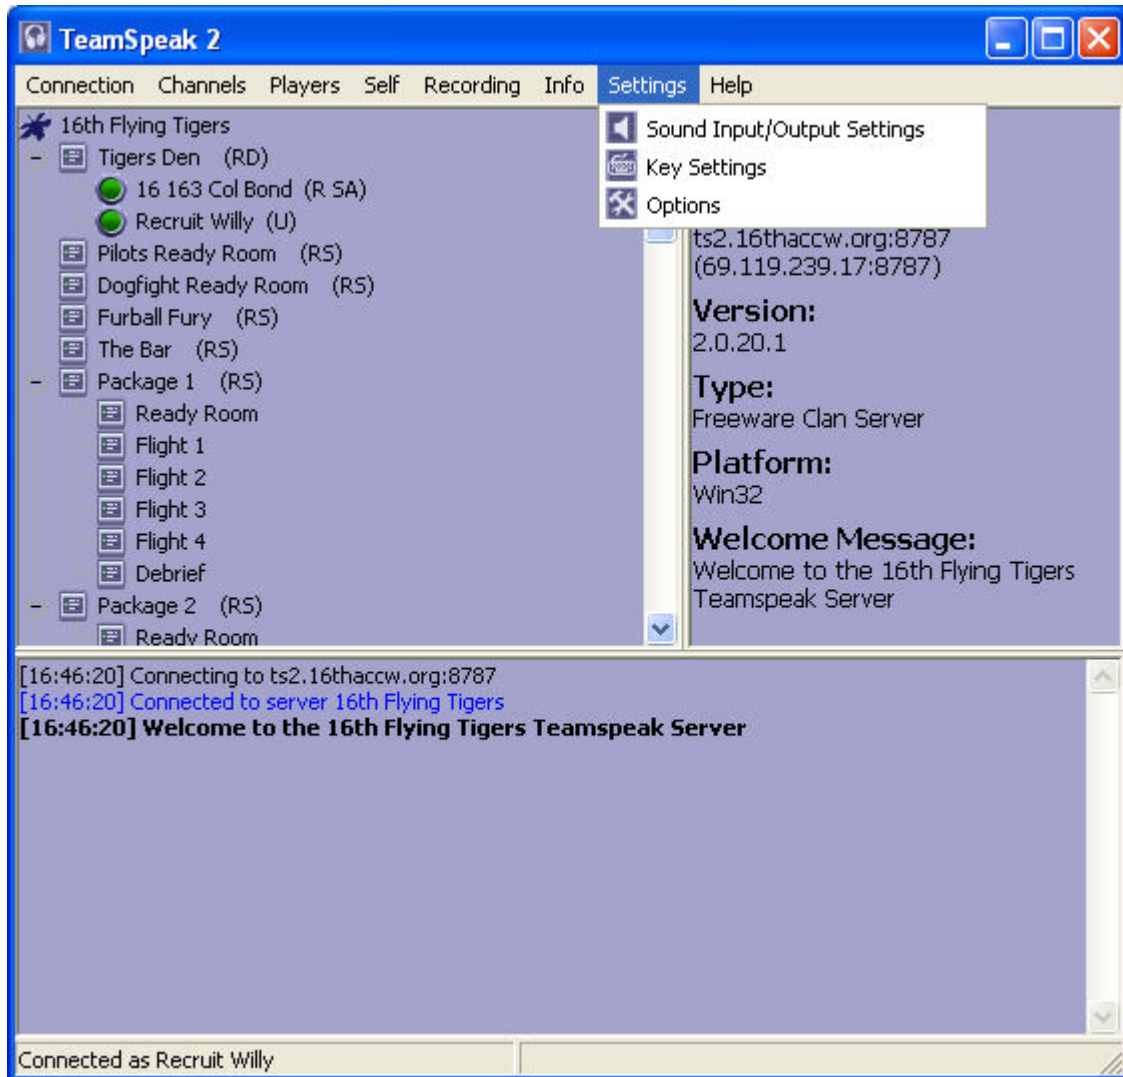 TeamSpeak 2
Connection Channels Players Self Recording Info Settings Help
Sound Input/Output Settings
Key Settings
Options
16th Flying Tigers
Tigers Den (RD)
16 163 Col Bond (R SA)
Recruit Willy (U)
Pilots Ready Room (RS)
Dogfight Ready Room (RS)
Furball Fury (RS)
The Bar (RS)
Package 1 (RS)
Ready Room
Flight 1
Flight 2
Flight 3
Flight 4
Debrief
Package 2 (RS)
Ready Room
ts2.16thaccw.org:8787
(69.119.239.17:8787)
Version:
2.0.20.1
Type:
Freeware Clan Server
Platform:
Win32
Welcome Message:
Welcome to the 16th Flying Tigers
Teamspeak Server
[16:46:20] Connecting to ts2.16thaccw.org:8787
[16:46:20] Connected to server 16th Flying Tigers
[16:46:20] Welcome to the 16th Flying Tigers Teamspeak Server
Connected as Recruit Willy